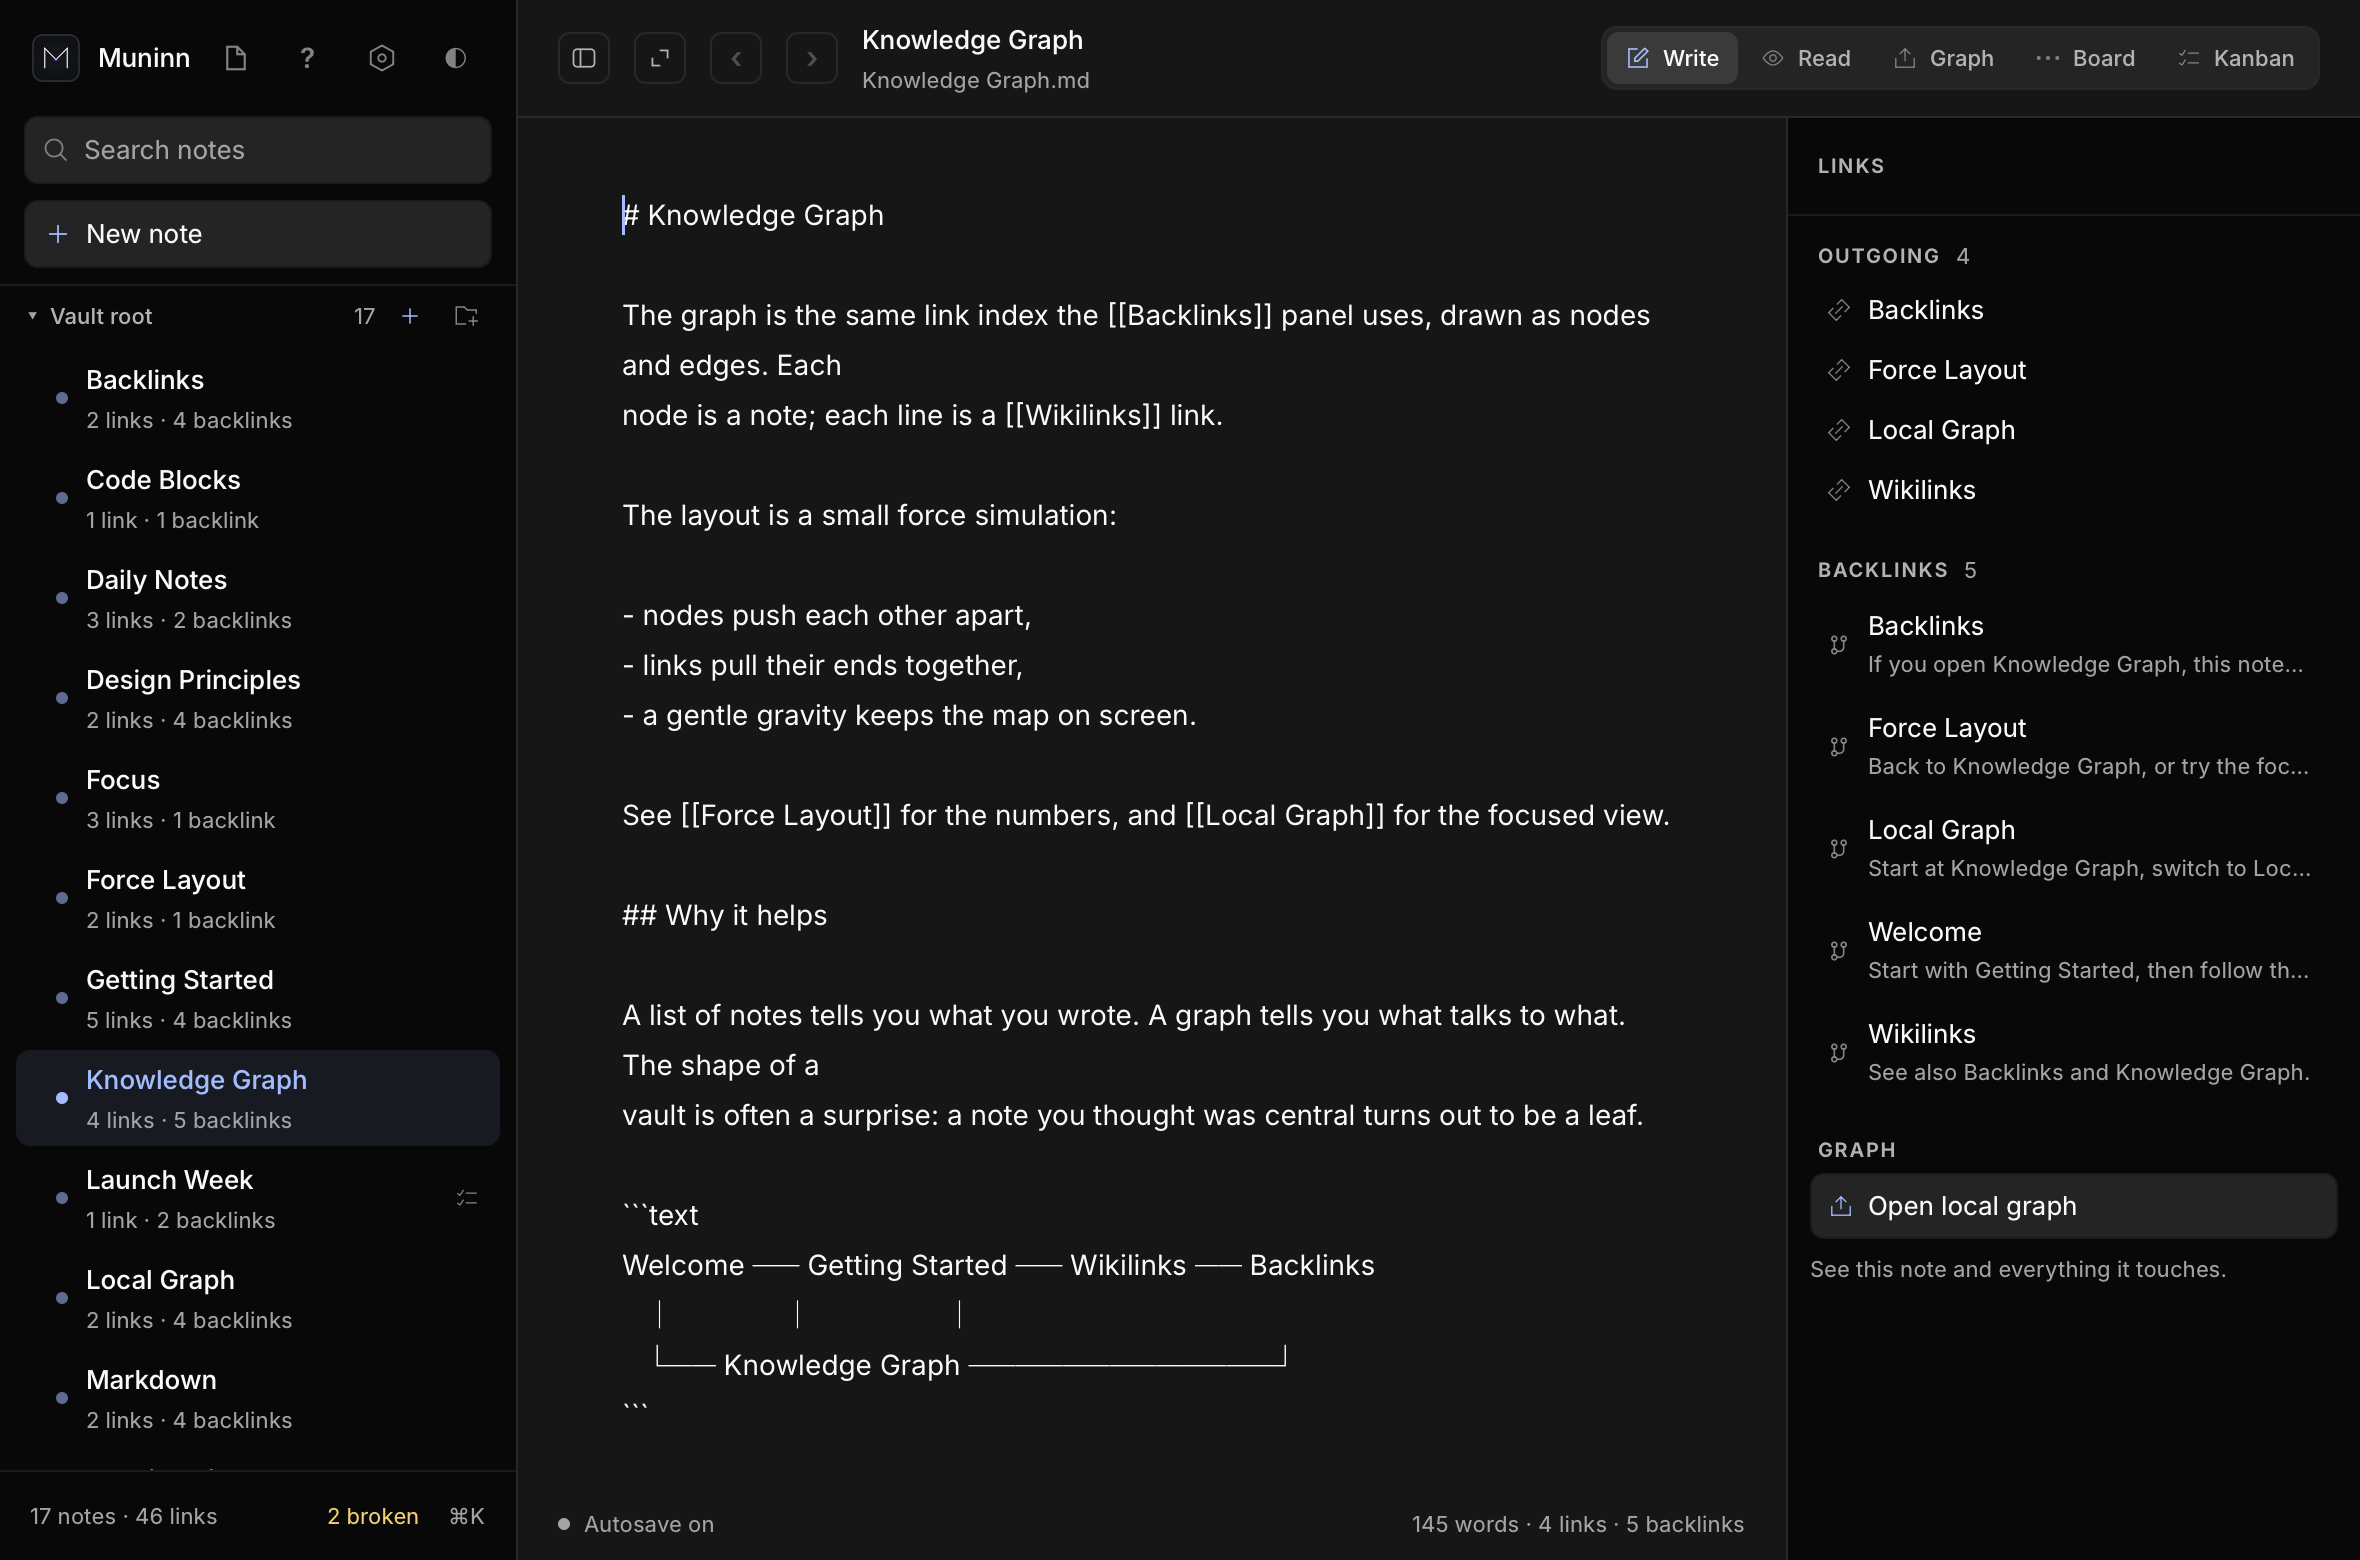 Muninn
?
Search notes
+ New note
Vault root 17 +
Backlinks
2 links · 4 backlinks
Code Blocks
1 link · 1 backlink
Daily Notes
3 links · 2 backlinks
Design Principles
2 links · 4 backlinks
Focus
3 links · 1 backlink
Force Layout
2 links · 1 backlink
Getting Started
5 links · 4 backlinks
Knowledge Graph
4 links · 5 backlinks
Launch Week
1 link · 2 backlinks
Local Graph
2 links · 4 backlinks
Markdown
2 links · 4 backlinks
17 notes · 46 links 2 broken ⌘K
Knowledge Graph
Knowledge Graph.md
Write Read Graph Board Kanban
# Knowledge Graph
The graph is the same link index the [[Backlinks]] panel uses, drawn as nodes
and edges. Each
node is a note; each line is a [[Wikilinks]] link.
The layout is a small force simulation:
- nodes push each other apart,
- links pull their ends together,
- a gentle gravity keeps the map on screen.
See [[Force Layout]] for the numbers, and [[Local Graph]] for the focused view.
## Why it helps
A list of notes tells you what you wrote. A graph tells you what talks to what.
The shape of a
vault is often a surprise: a note you thought was central turns out to be a leaf.
```text
Welcome ─── Getting Started ─── Wikilinks ─── Backlinks
│ │ │
└─── Knowledge Graph ────────────────────┘
```
Autosave on
145 words · 4 links · 5 backlinks
LINKS
OUTGOING 4
Backlinks
Force Layout
Local Graph
Wikilinks
BACKLINKS 5
Backlinks
If you open Knowledge Graph, this note...
Force Layout
Back to Knowledge Graph, or try the foc...
Local Graph
Start at Knowledge Graph, switch to Loc...
Welcome
Start with Getting Started, then follow th...
Wikilinks
See also Backlinks and Knowledge Graph.
GRAPH
Open local graph
See this note and everything it touches.